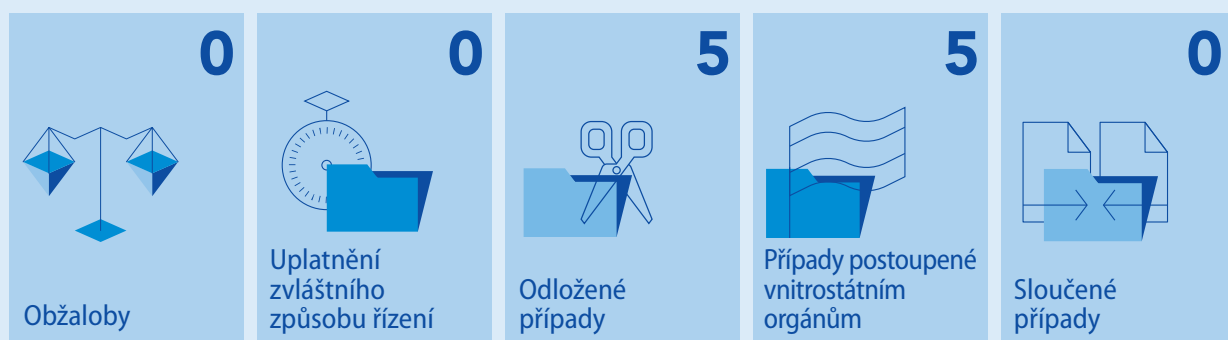 0
Obžaloby
0
Uplatnění
zvláštního
způsobu řízení
5
Odložené
případy
5
Případy postoupené
vnitrostátním
orgánům
0
Sloučené
případy